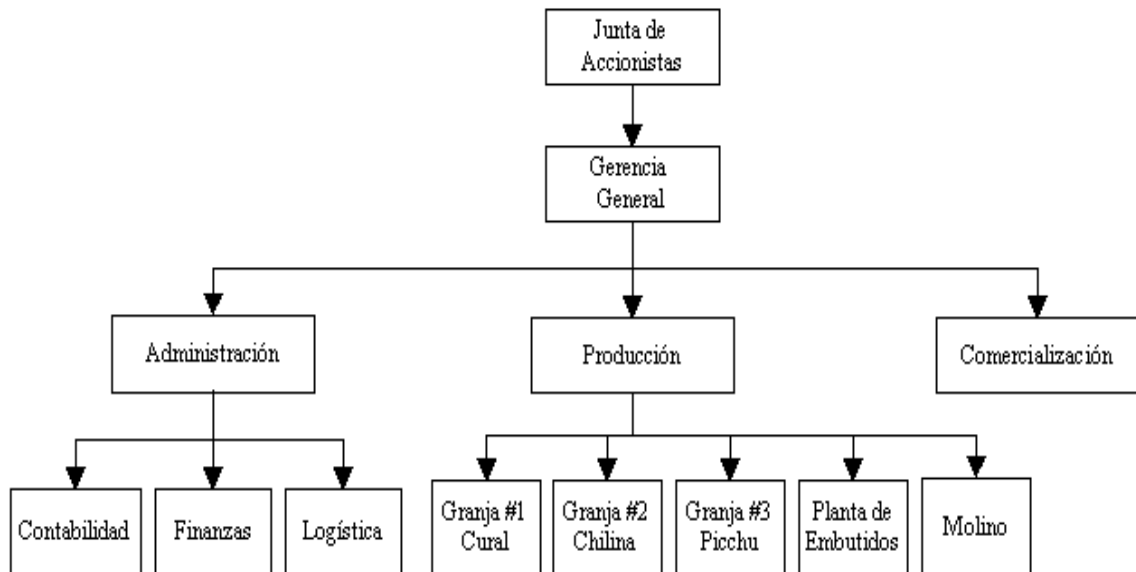 Junta de
Accionistas
Gerencia
General
Administración
Producción
Comercialización
Contabilidad
Finanzas
Logística
Granja #1
Cural
Granja #2
Chilina
Granja #3
Picchu
Planta de
Embutidos
Molino